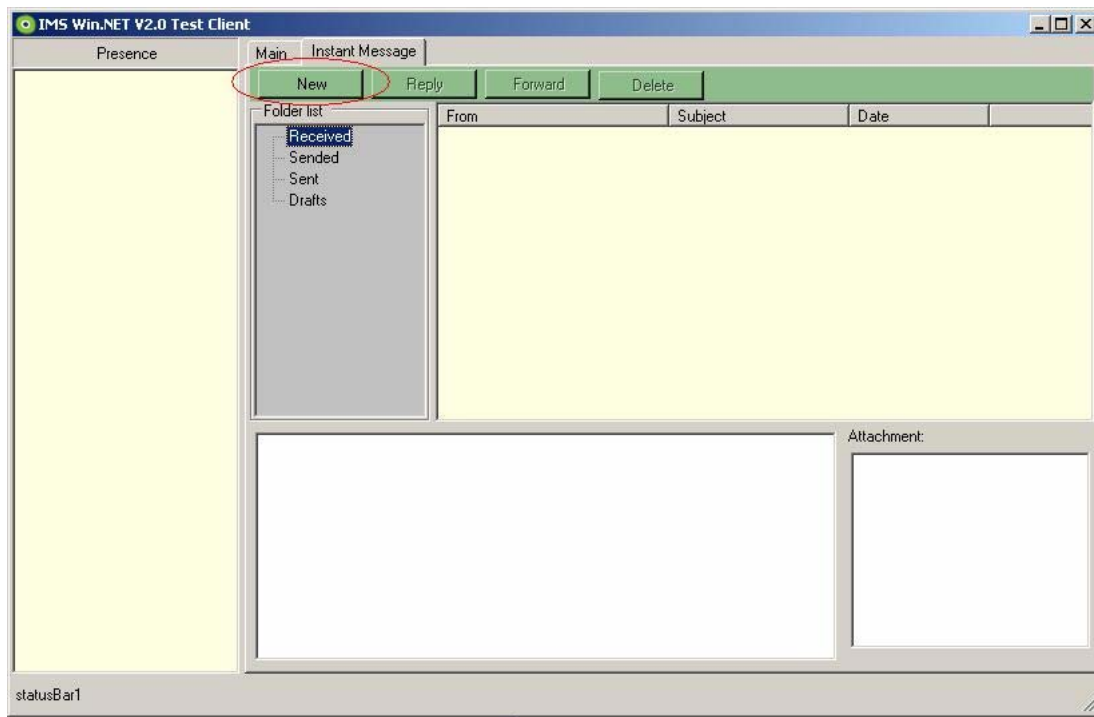 IMS Win.NET V2.0 Test Client
Presence
Main Instant Message
New Reply Forward Delete
Folder list
From Subject Date
Received
Sended
Sent
Drafts
Attachment:
statusBar1